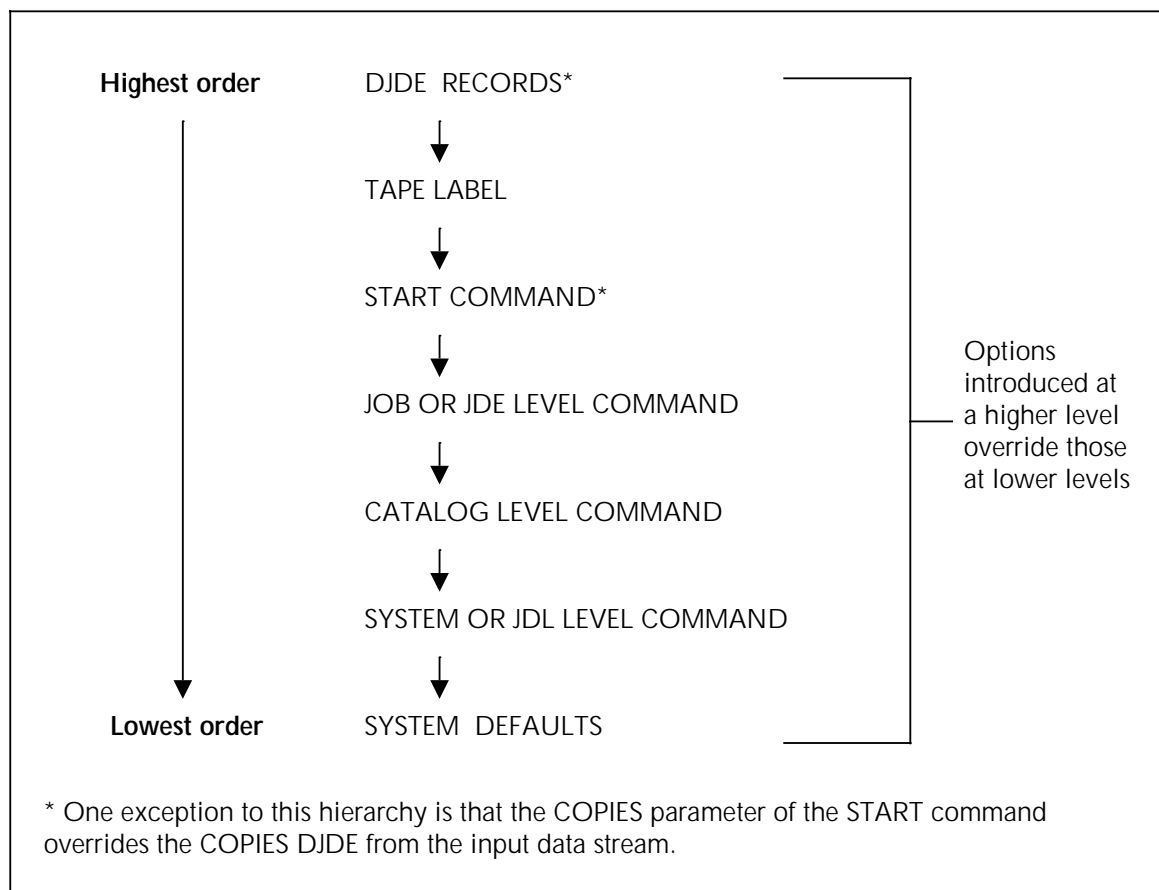 Highest order DJDE RECORDS*
TAPE LABEL
START COMMAND*
JOB OR JDE LEVEL COMMAND
CATALOG LEVEL COMMAND
SYSTEM OR JDL LEVEL COMMAND
Lowest order SYSTEM DEFAULTS
Options
introduced at
a higher level
override those
at lower levels
* One exception to this hierarchy is that the COPIES parameter of the START command
overrides the COPIES DJDE from the input data stream.